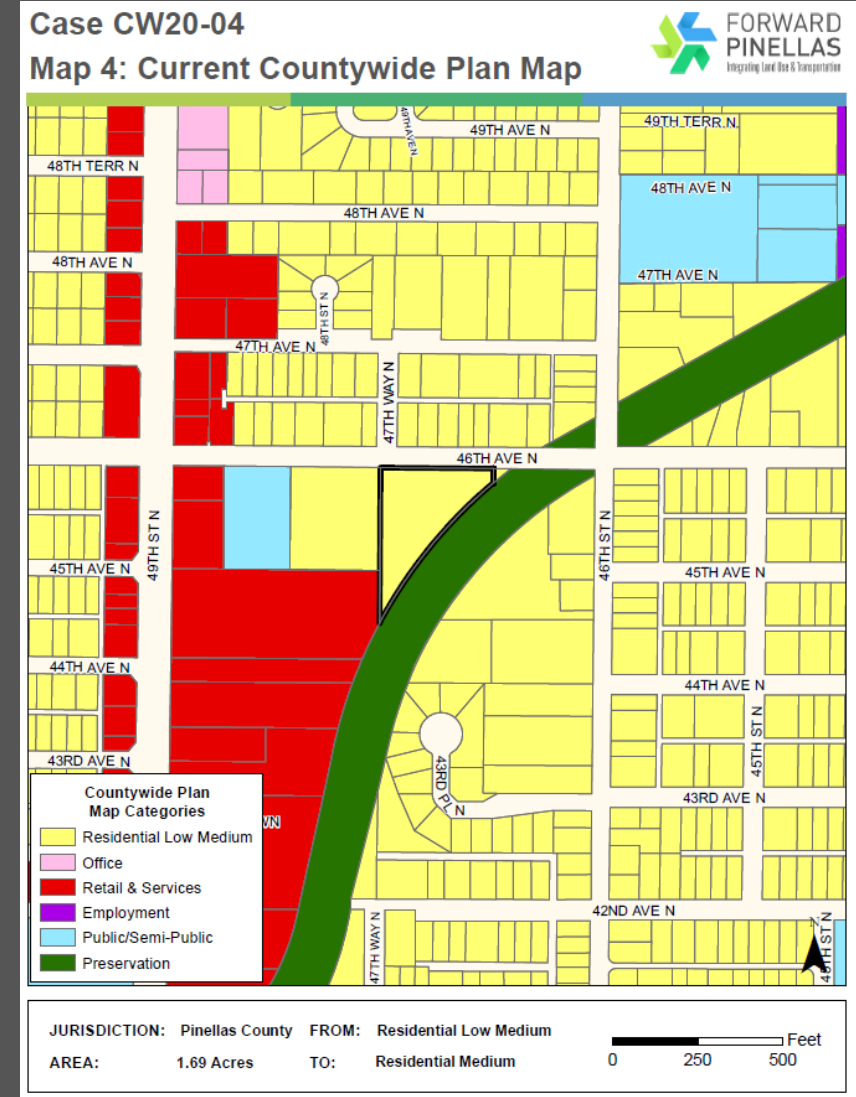 Case CW20-04
Map 4: Current Countywide Plan Map
FORWARD
PINELLAS
Integrating Land Use & Transportation
49TH AVE N
49TH AVE N
49TH TERR N
48TH TERR N
48TH AVE N
48TH AVE N
48TH AVE N
47TH AVE N
48TH ST N
47TH AVE N
47TH WAY N
46TH AVE N
49TH ST N
46TH ST N
45TH AVE N
45TH AVE N
44TH AVE N
44TH AVE N
45TH ST N
43RD AVE N
43RD PL N
43RD AVE N
42ND AVE N
47TH WAY N
N
Countywide Plan
Map Categories
Residential Low Medium
Office
Retail & Services
Employment
Public/Semi-Public
Preservation
JURISDICTION: Pinellas County FROM: Residential Low Medium
AREA: 1.69 Acres TO: Residential Medium
Feet
0 250 500